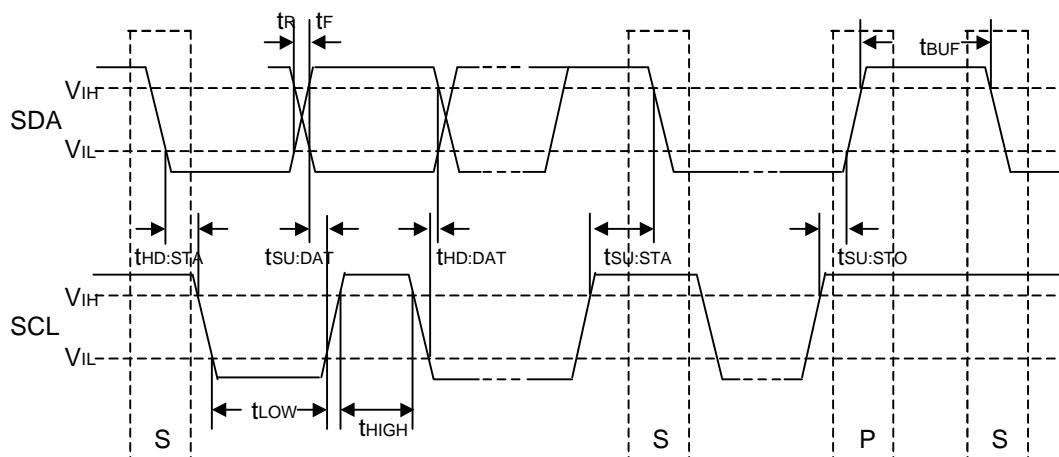 tR tF
tBUF
VIH
SDA
VIL
tHD:STA tSU:DAT tHD:DAT tSU:STA tSU:STO
VIH
SCL
VIL
tLOW
tHIGH
S S P S